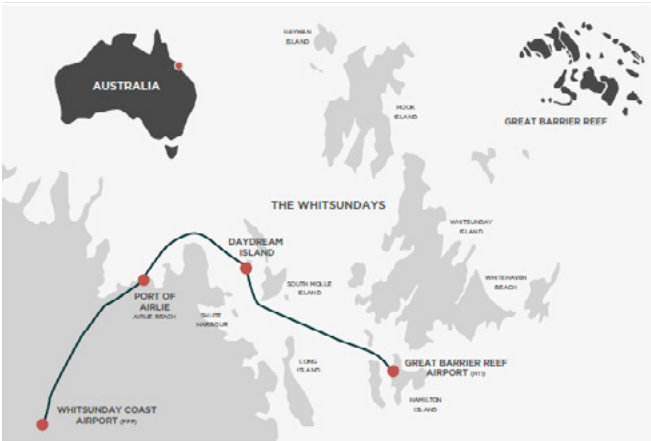 AUSTRALIA
HAYMAN
ISLAND
HOOK
ISLAND
GREAT BARRIER REEF
THE WHITSUNDAYS
WHITSUNDAY
ISLAND
DAYDREAM
ISLAND
WHITEHAVEN
BEACH
SOUTH MOLLE
ISLAND
PORT OF
AIRLIE
AIRLIE BEACH
SHUTE
HARBOUR
LONG
ISLAND
GREAT BARRIER REEF
AIRPORT (HTI)
HAMILTON
ISLAND
WHITSUNDAY COAST
AIRPORT (PPP)